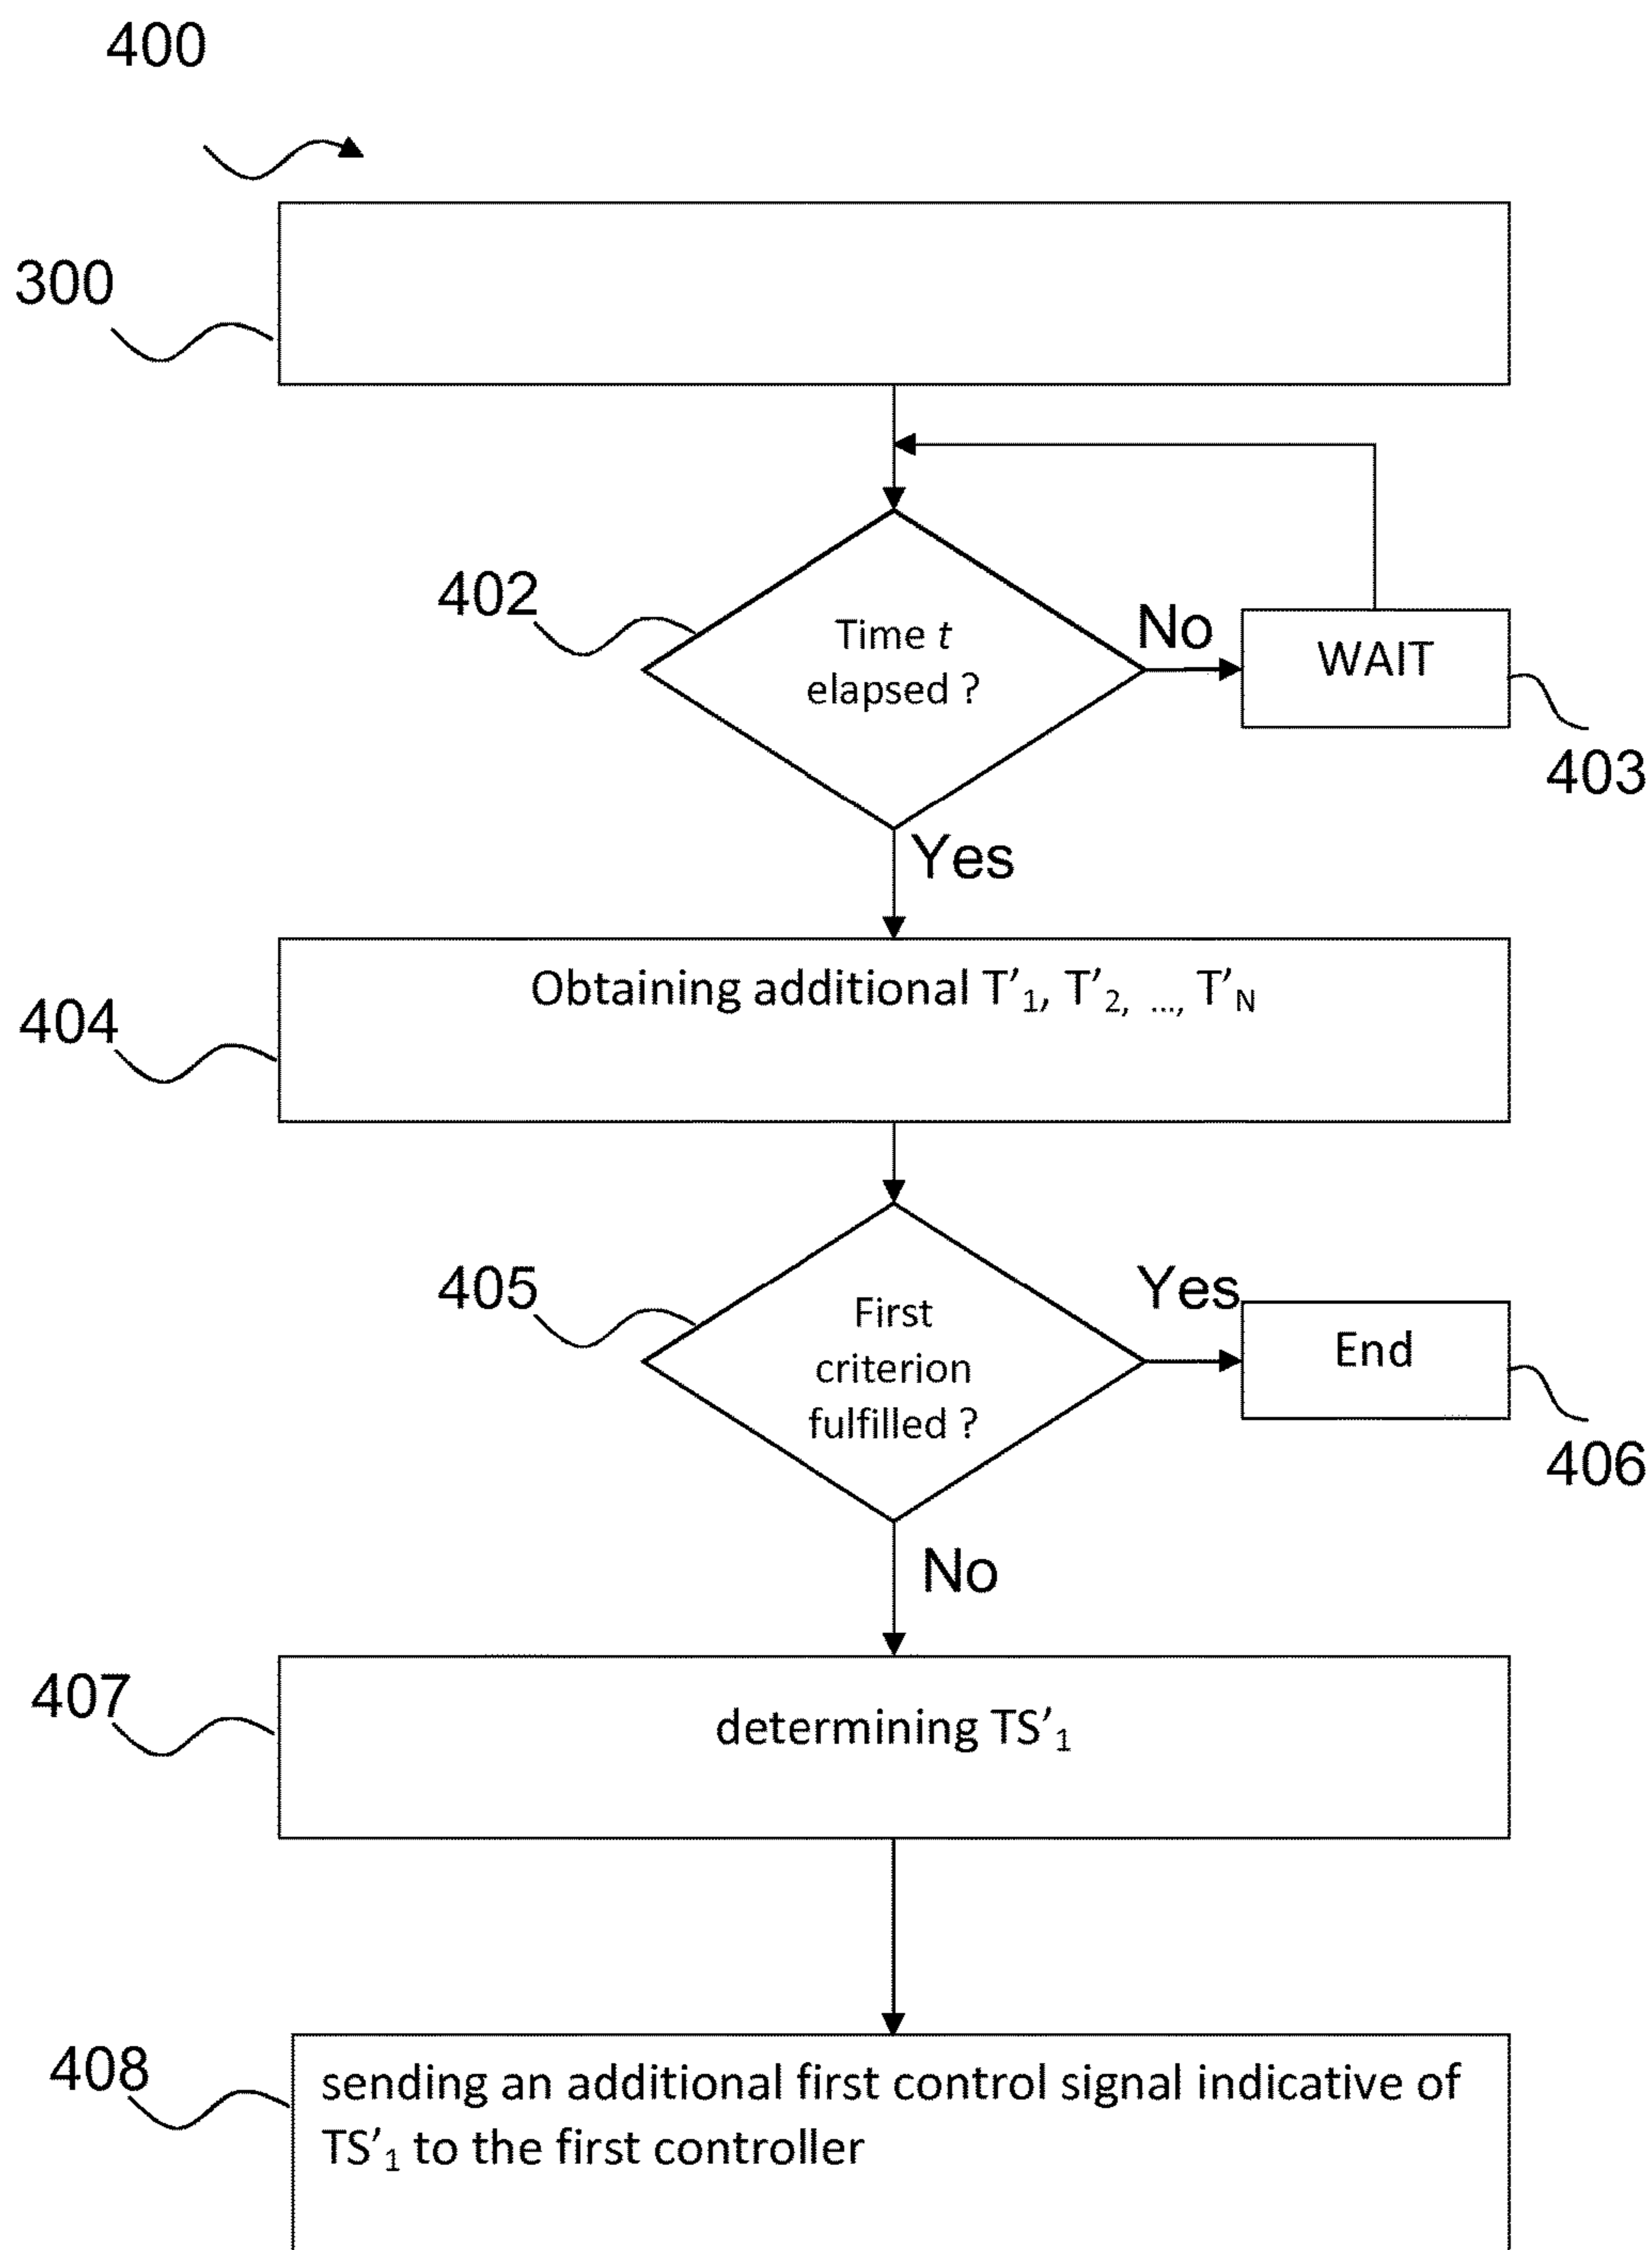 400
300
402
Time t
elapsed ?
No
WAIT
403
Yes
404
Obtaining additional T’₁, T’₂, ..., T’N
405
First
criterion
fulfilled ?
Yes
End
406
No
407
determining TS’₁
408
sending an additional first control signal indicative of
TS’₁ to the first controller